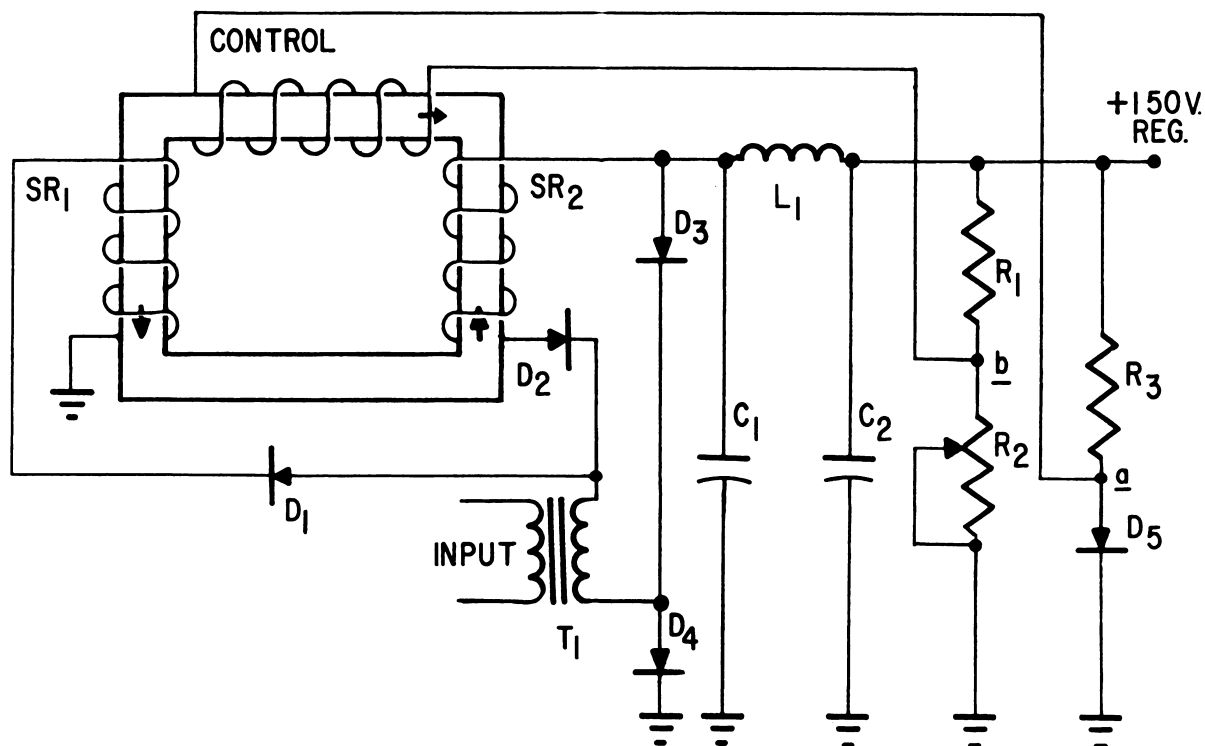 CONTROL
+150V.
REG.
SR1
SR2
D3
L1
R1
b
D2
R3
C1
C2
R2
a
D1
D5
INPUT
D4
T1